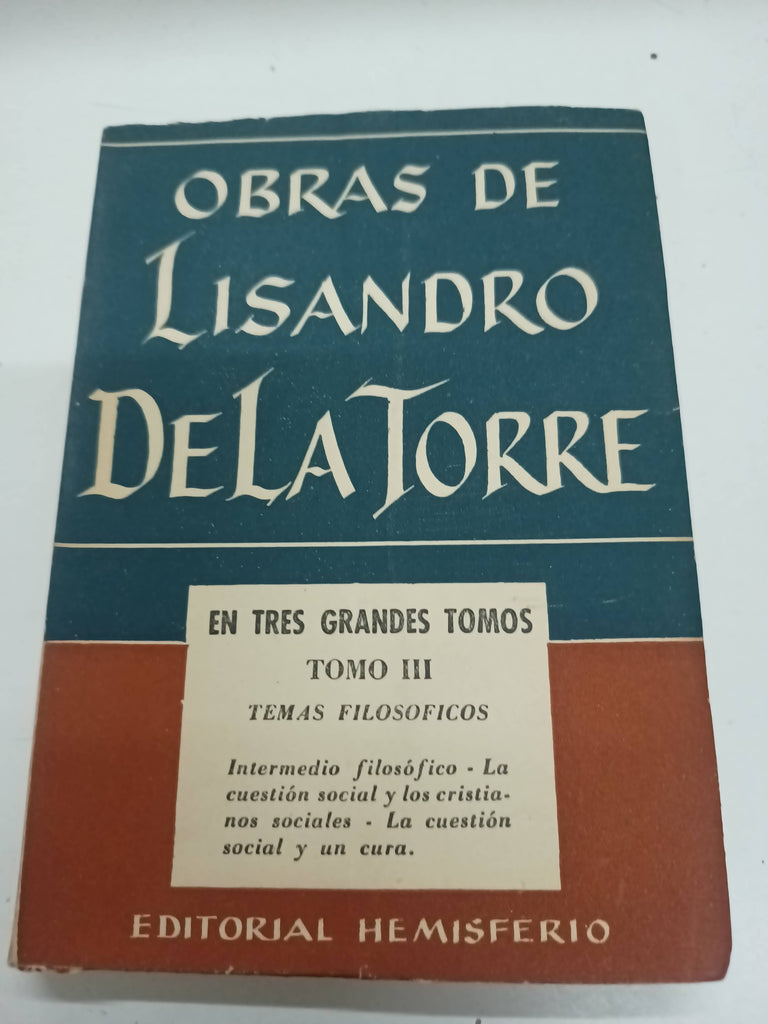 OBRAS DE
LISANDRO
DE LA TORRE
EN TRES GRANDES TOMOS
TOMO III
TEMAS FILOSOFICOS
Intermedio filosófico - La
cuestión social y los cristia-
nos sociales - La cuestión
social y un cura.
EDITORIAL HEMISFERIO